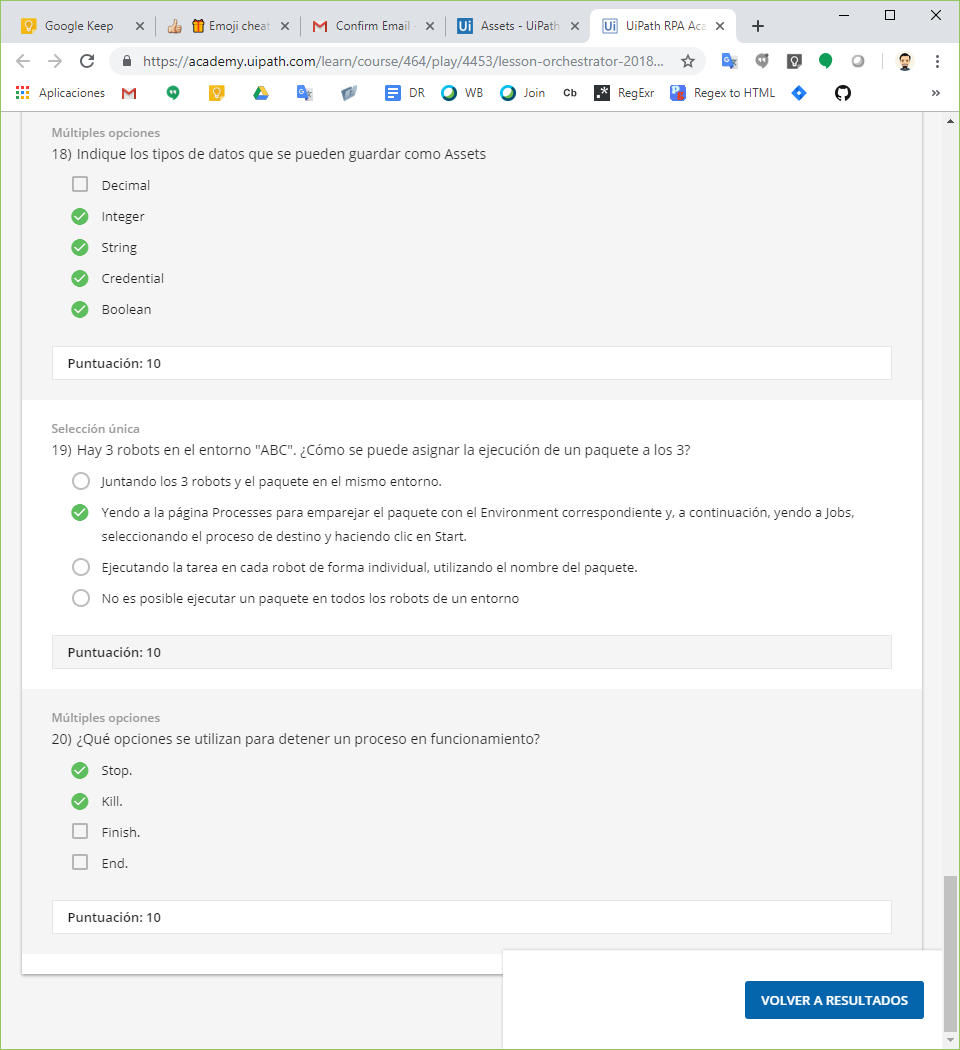 Google Keep
Emoji cheat
Confirm Email -
Assets - UiPath
UiPath RPA Aca
https://academy.uipath.com/learn/course/464/play/4453/lesson-orchestrator-2018...
Aplicaciones
DR
WB
Join
Cb
RegExr
Regex to HTML
»
Múltiples opciones
18) Indique los tipos de datos que se pueden guardar como Assets
Decimal
Integer
String
Credential
Boolean
Puntuación: 10
Selección única
19) Hay 3 robots en el entorno "ABC". ¿Cómo se puede asignar la ejecución de un paquete a los 3?
Juntando los 3 robots y el paquete en el mismo entorno.
Yendo a la página Processes para emparejar el paquete con el Environment correspondiente y, a continuación, yendo a Jobs,
seleccionando el proceso de destino y haciendo clic en Start.
Ejecutando la tarea en cada robot de forma individual, utilizando el nombre del paquete.
No es posible ejecutar un paquete en todos los robots de un entorno
Puntuación: 10
Múltiples opciones
20) ¿Qué opciones se utilizan para detener un proceso en funcionamiento?
Stop.
Kill.
Finish.
End.
Puntuación: 10
VOLVER A RESULTADOS